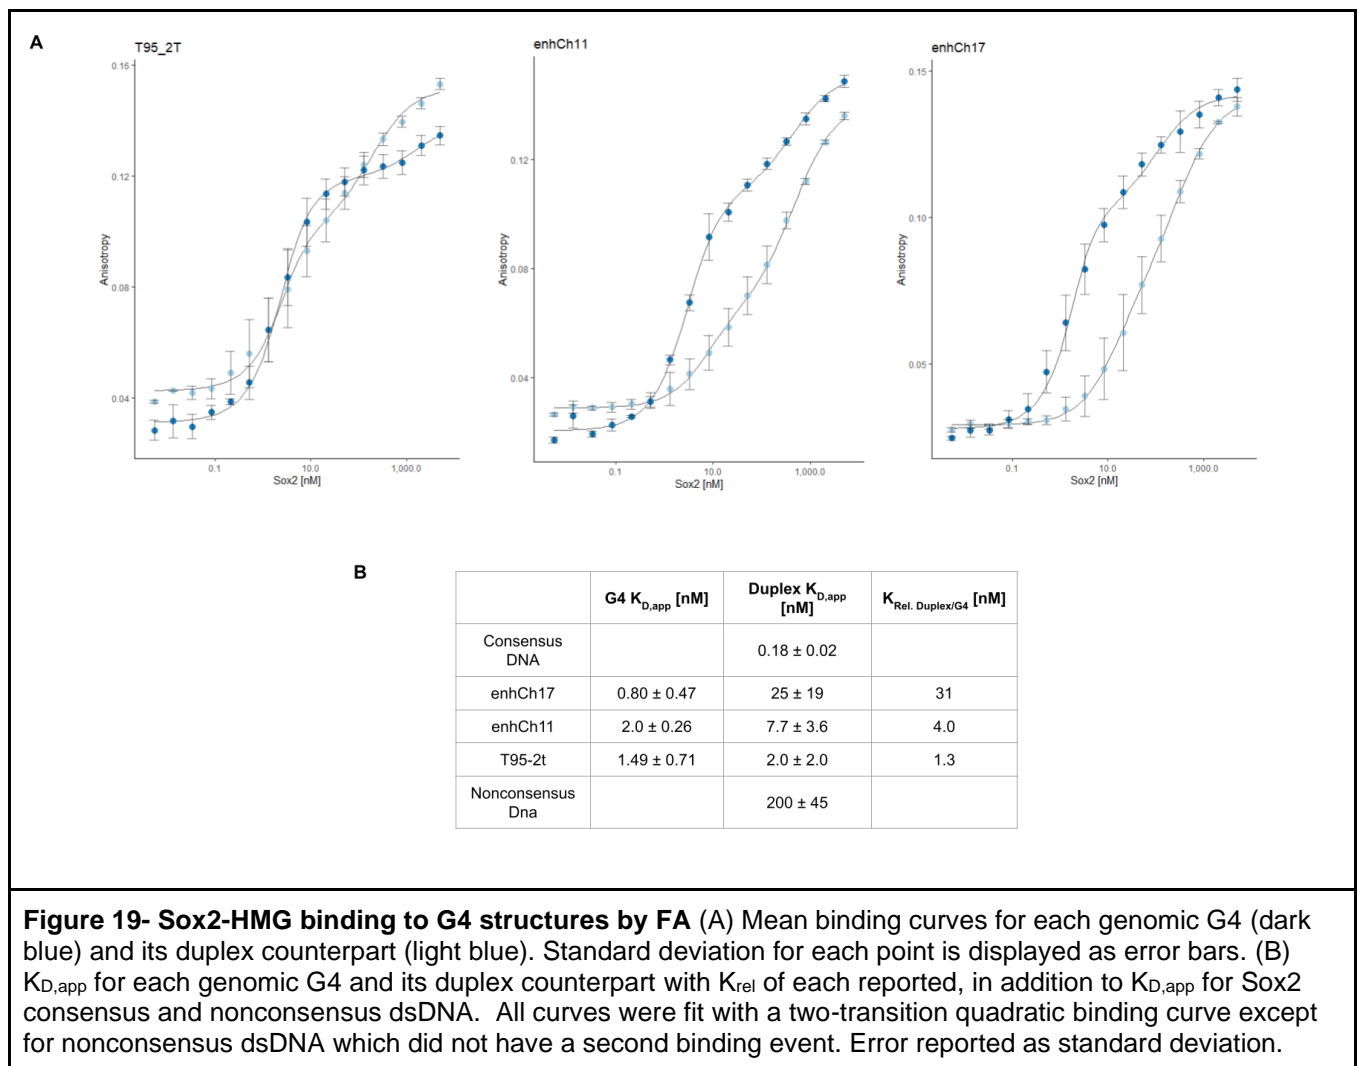 A
T95_2T
0.16
0.12
0.08
0.04
Anisotropy
0.1
10.0
1,000.0
Sox2 [nM]
enhCh11
0.12
0.08
0.04
Anisotropy
0.1
10.0
1,000.0
Sox2 [nM]
enhCh17
0.15
0.10
0.05
Anisotropy
0.1
10.0
1,000.0
Sox2 [nM]
B
G4 KD,app [nM]
Duplex KD,app
[nM]
KRel. Duplex/G4 [nM]
Consensus
DNA
0.18 ± 0.02
enhCh17
0.80 ± 0.47
25 ± 19
31
enhCh11
2.0 ± 0.26
7.7 ± 3.6
4.0
T95-2t
1.49 ± 0.71
2.0 ± 2.0
1.3
Nonconsensus
Dna
200 ± 45
Figure 19- Sox2-HMG binding to G4 structures by FA (A) Mean binding curves for each genomic G4 (dark
blue) and its duplex counterpart (light blue). Standard deviation for each point is displayed as error bars. (B)
KD,app for each genomic G4 and its duplex counterpart with Krel of each reported, in addition to KD,app for Sox2
consensus and nonconsensus dsDNA. All curves were fit with a two-transition quadratic binding curve except
for nonconsensus dsDNA which did not have a second binding event. Error reported as standard deviation.